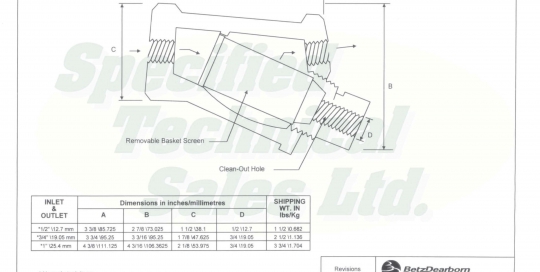 C
B
D
Removable Basket Screen
Clean-Out Hole
Specified
Technical
Sales Ltd.
INLET & OUTLET Dimensions in inches/millimetres SHIPPING WT. IN lbs/Kg
A B C D
"1/2" \12.7 mm 3 3/8 \85.725 2 7/8 \73.025 1 1/2 \38.1 1/2 \12.7 1 1/2 \0.682
"3/4" \19.05 mm 3 3/4 \95.25 3 3/16 \95.25 1 7/8 \47.625 3/4 \19.05 2 1/2 \1.136
"1" \25.4 mm 4 3/8 \111.125 4 3/16 \106.3625 2 1/8 \53.975 3/4 \19.05 3 3/4 \1.704
Revisions
BetzDearborn